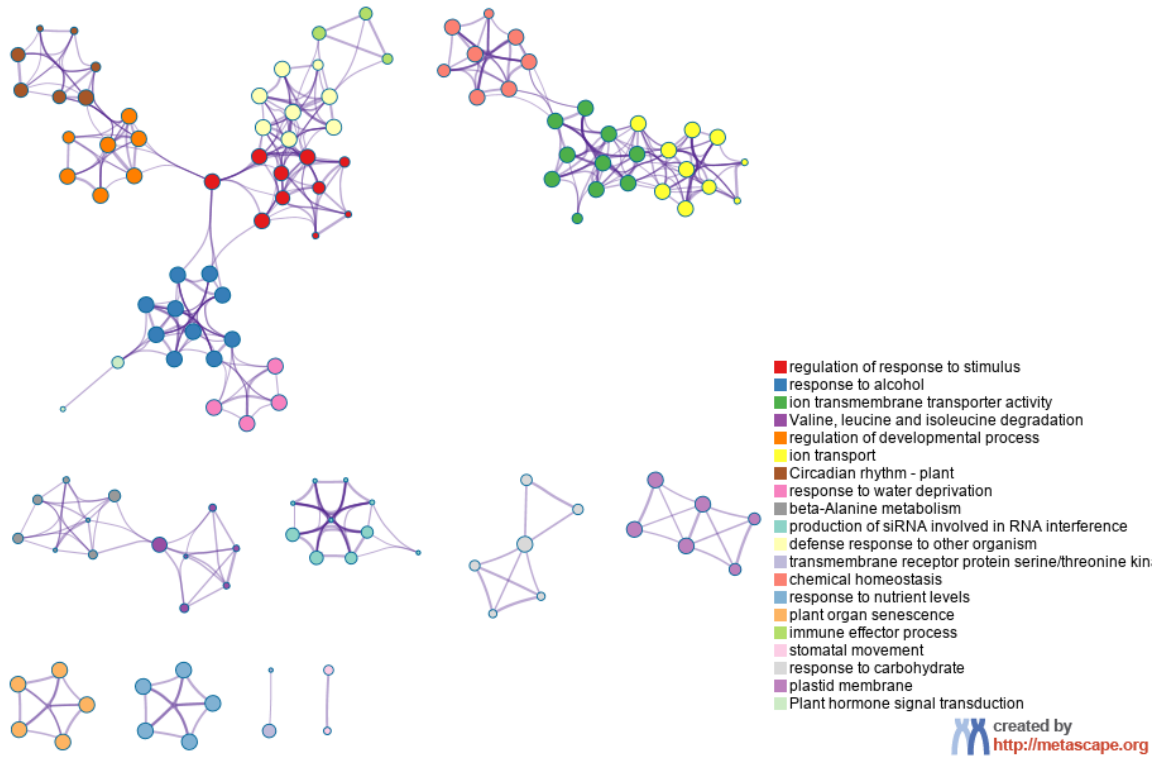 regulation of response to stimulus
response to alcohol
ion transmembrane transporter activity
Valine, leucine and isoleucine degradation
regulation of developmental process
ion transport
Circadian rhythm - plant
response to water deprivation
beta-Alanine metabolism
production of siRNA involved in RNA interference
defense response to other organism
transmembrane receptor protein serine/threonine kina
chemical homeostasis
response to nutrient levels
plant organ senescence
immune effector process
stomatal movement
response to carbohydrate
plastid membrane
Plant hormone signal transduction
created by
http://metascape.org